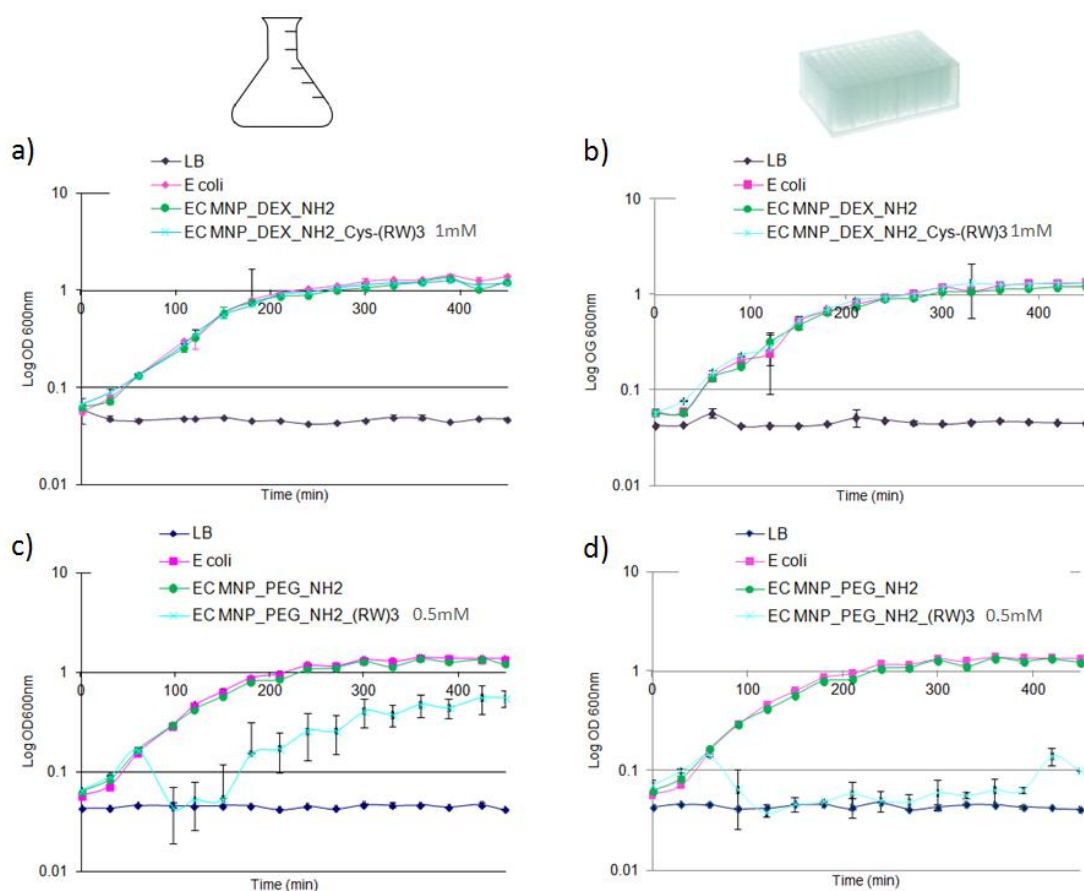 a)
LB
E coli
EC MNP_DEX_NH2
EC MNP_DEX_NH2_Cys-(RW)3 1mM
10
1
0.1
0.01
0 100 200 300 400
Log OD 600nm
Time (min)
b)
LB
E coli
EC MNP_DEX_NH2
EC MNP_DEX_NH2_Cys-(RW)3 1mM
10
1
0.1
0.01
0 100 200 300 400
Log OG 600nm
Time (min)
c)
LB
E coli
EC MNP_PEG_NH2
EC MNP_PEG_NH2_(RW)3 0.5mM
10
1
0.1
0.01
0 100 200 300 400
Log OD600nm
Time (min)
d)
LB
E coli
EC MNP_PEG_NH2
EC MNP_PEG_NH2_(RW)3 0.5mM
10
1
0.1
0.01
0 100 200 300 400
Log OD 600nm
Time (min)